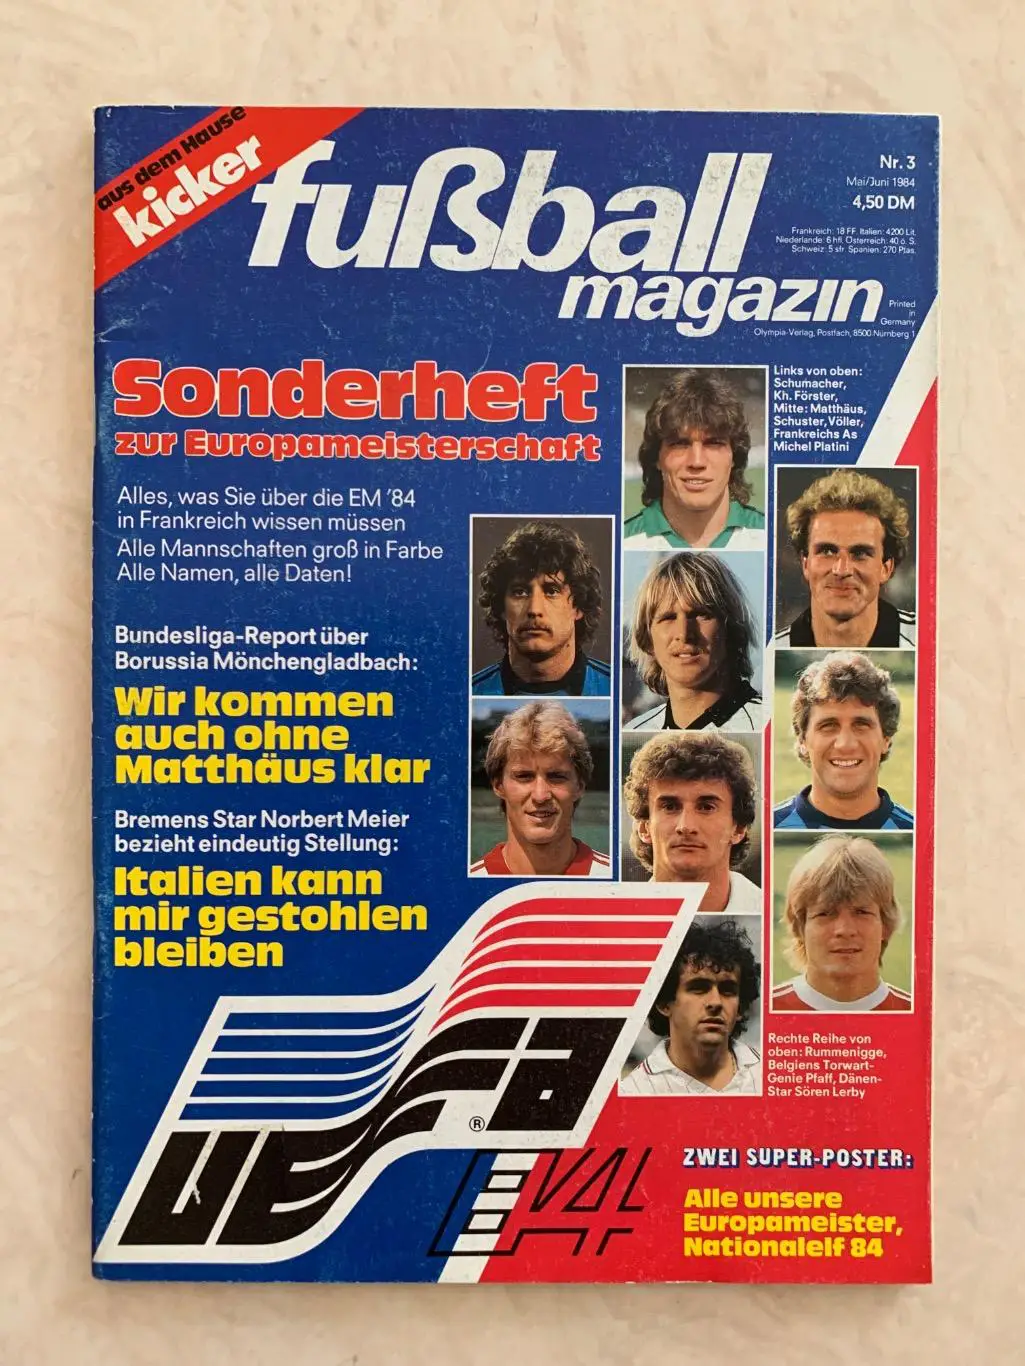 aus dem Hause
kicker
fußball
magazin
Nr. 3
Mai/Juni 1984
4,50 DM
Frankreich: 18 FF. Italien: 4200 Lit.
Niederlande: 6 hfl. Österreich: 40 ö. S.
Schweiz: 5 sfr. Spanien: 270 Ptas.
Printed
in
Germany
Olympia-Verlag, Postfach, 8500 Nürnberg 1
Sonderheft
zur Europameisterschaft
Alles, was Sie über die EM '84
in Frankreich wissen müssen
Alle Mannschaften groß in Farbe
Alle Namen, alle Daten!
Links von oben:
Schumacher,
Kh. Förster,
Mitte: Matthäus,
Schuster, Völler,
Frankreichs As
Michel Platini
Bundesliga-Report über
Borussia Mönchengladbach:
Wir kommen
auch ohne
Matthäus klar
Bremens Star Norbert Meier
bezieht eindeutig Stellung:
Italien kann
mir gestohlen
bleiben
Rechte Reihe von
oben: Rummenigge,
Belgiens Torwart-
Genie Pfaff, Dänen-
Star Sören Lerby
UEFA
®
84
ZWEI SUPER-POSTER:
Alle unsere
Europameister,
Nationalelf 84